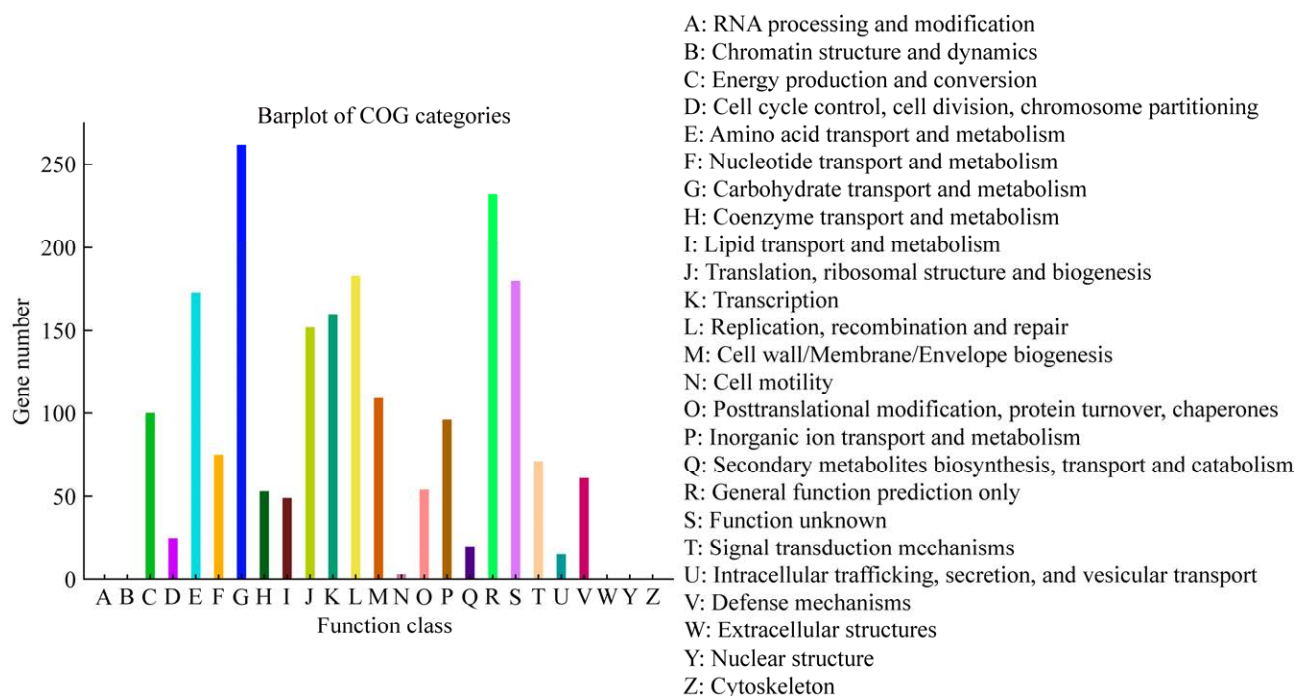 Barplot of COG categories
Gene number
250
200
150
100
50
0
A B C D E F G H I J K L M N O P Q R S T U V W Y Z
Function class
A: RNA processing and modification
B: Chromatin structure and dynamics
C: Energy production and conversion
D: Cell cycle control, cell division, chromosome partitioning
E: Amino acid transport and metabolism
F: Nucleotide transport and metabolism
G: Carbohydrate transport and metabolism
H: Coenzyme transport and metabolism
I: Lipid transport and metabolism
J: Translation, ribosomal structure and biogenesis
K: Transcription
L: Replication, recombination and repair
M: Cell wall/Membrane/Envelope biogenesis
N: Cell motility
O: Posttranslational modification, protein turnover, chaperones
P: Inorganic ion transport and metabolism
Q: Secondary metabolites biosynthesis, transport and catabolism
R: General function prediction only
S: Function unknown
T: Signal transduction mechanisms
U: Intracellular trafficking, secretion, and vesicular transport
V: Defense mechanisms
W: Extracellular structures
Y: Nuclear structure
Z: Cytoskeleton